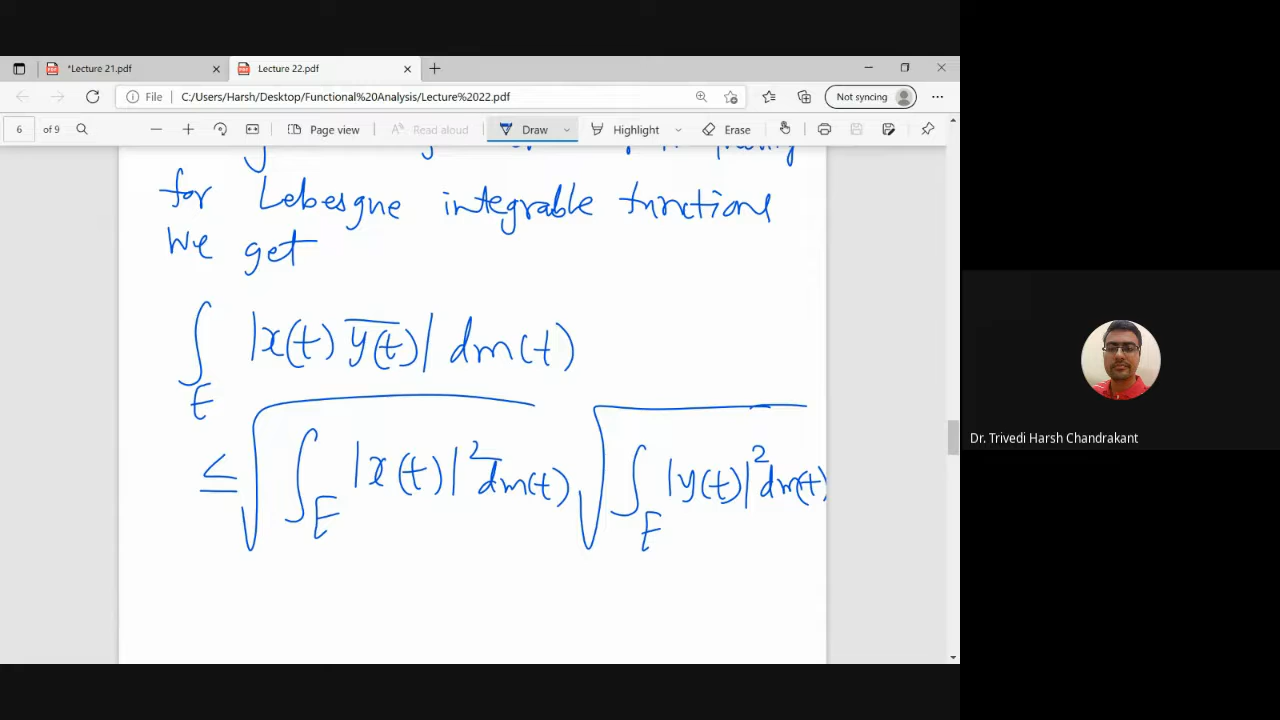 *Lecture 21.pdf
Lecture 22.pdf
File C:/Users/Harsh/Desktop/Functional%20Analysis/Lecture%2022.pdf
Not syncing
6 of 9
Page view
Read aloud
Draw
Highlight
Erase
for Lebesgue integrable functions
We get
∫_E |x(t) \overline{y(t)}| dm(t)
≤ √(∫_E |x(t)|² dm(t)) √(∫_E |y(t)|² dm(t))
Dr. Trivedi Harsh Chandrakant